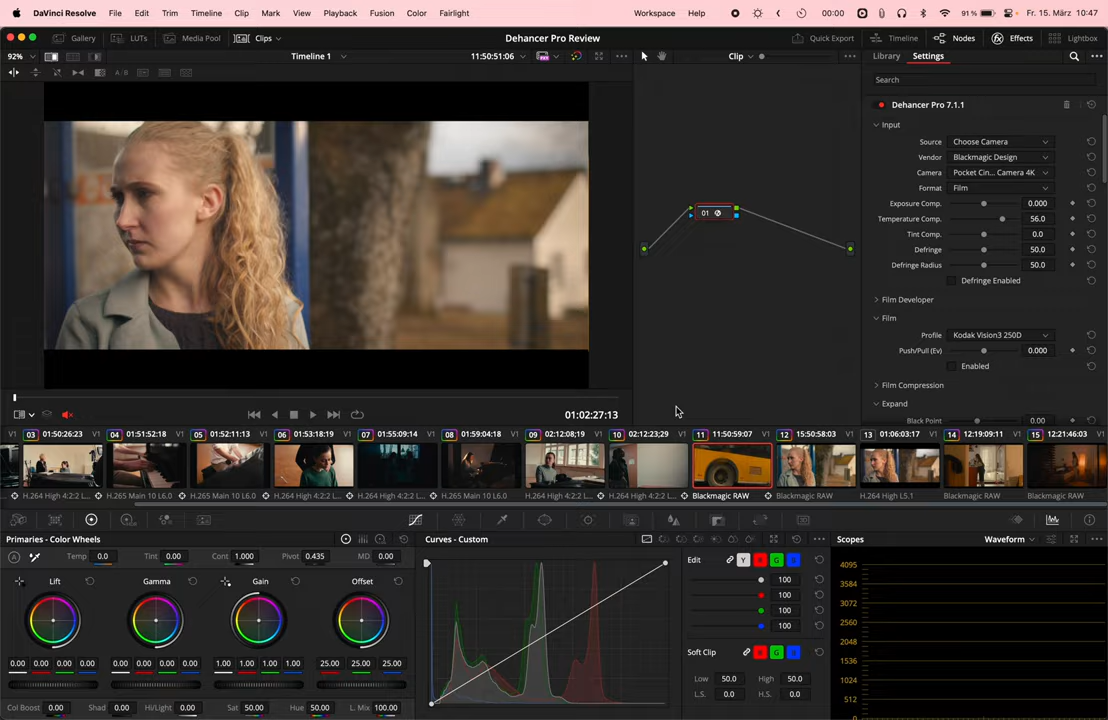 DaVinci Resolve File Edit Trim Timeline Clip Mark View Playback Fusion Color Fairlight Workspace Help 00:00 91 % Fr. 15. März 10:47
Gallery LUTs Media Pool Clips Dehancer Pro Review Quick Export Timeline Nodes Effects Lightbox
92% Timeline 1 11:50:51:06 Clip Library Settings
Search
Dehancer Pro 7.1.1
Input
Source Choose Camera
Vendor Blackmagic Design
Camera Pocket Cin... Camera 4K
Format Film
Exposure Comp. 0.000
Temperature Comp. 56.0
Tint Comp. 0.0
Defringe 50.0
Defringe Radius 50.0
Defringe Enabled
01
Film Developer
Film
Profile Kodak Vision3 250D
Push/Pull (Ev) 0.000
Enabled
Film Compression
Expand
Black Point 0.00
01:02:27:13
V1 03 01:50:26:23 V1 04 01:51:52:18 V1 05 01:52:11:13 V1 06 01:53:18:19 V1 07 01:55:09:14 V1 08 01:59:04:18 V1 09 02:12:08;19 V1 10 02:12:23;29 V1 11 11:50:59:07 V1 12 15:50:58:03 V1 13 01:06:03:17 V1 14 12:19:09:11 V1 15 12:21:46:03 V1
H.264 High 4:2:2 L... H.265 Main 10 L6.0 H.265 Main 10 L6.0 H.264 High 4:2:2 L... H.264 High 4:2:2 L... H.265 Main 10 L6.0 H.264 High 4:2:2 L... H.264 High 4:2:2 L... Blackmagic RAW Blackmagic RAW H.264 High L5.1 Blackmagic RAW Blackmagic RAW
Primaries - Color Wheels Curves - Custom Scopes Waveform
Temp 0.0 Tint 0.00 Cont 1.000 Pivot 0.435 MD 0.00
Edit Y R G B
Lift Gamma Gain Offset
100
100
100
100
Soft Clip R G B
0.00 0.00 0.00 0.00 0.00 0.00 0.00 0.00 1.00 1.00 1.00 1.00 25.00 25.00 25.00
Low 50.0 High 50.0
L.S. 0.0 H.S. 0.0
Col Boost 0.00 Shad 0.00 Hi/Light 0.00 Sat 50.00 Hue 50.00 L. Mix 100.00
4095
3584
3072
2560
2048
1536
1024
512
0